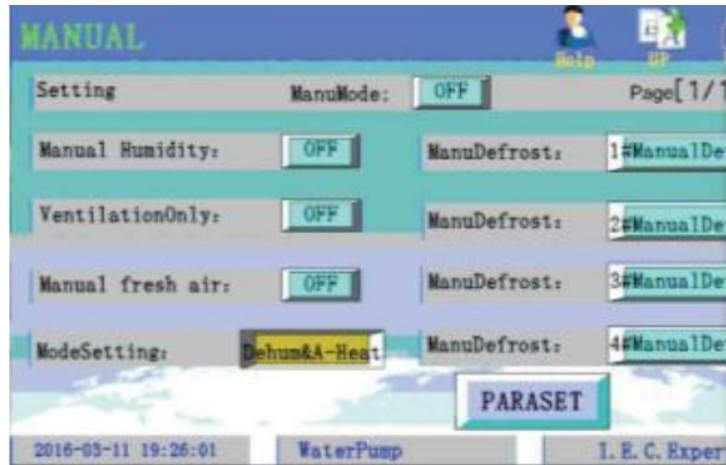 MANUAL
Help
UP
Setting
ManuMode: OFF
Page[1/1
Manual Humidity: OFF
ManuDefrost: 1#ManualDe
VentilationOnly: OFF
ManuDefrost: 2#ManualDe
Manual fresh air: OFF
ManuDefrost: 3#ManualDe
ModeSetting: Dehum&A-Heat
ManuDefrost: 4#ManualDe
PARASET
2016-03-11 19:26:01
WaterPump
I.E.C.Exper